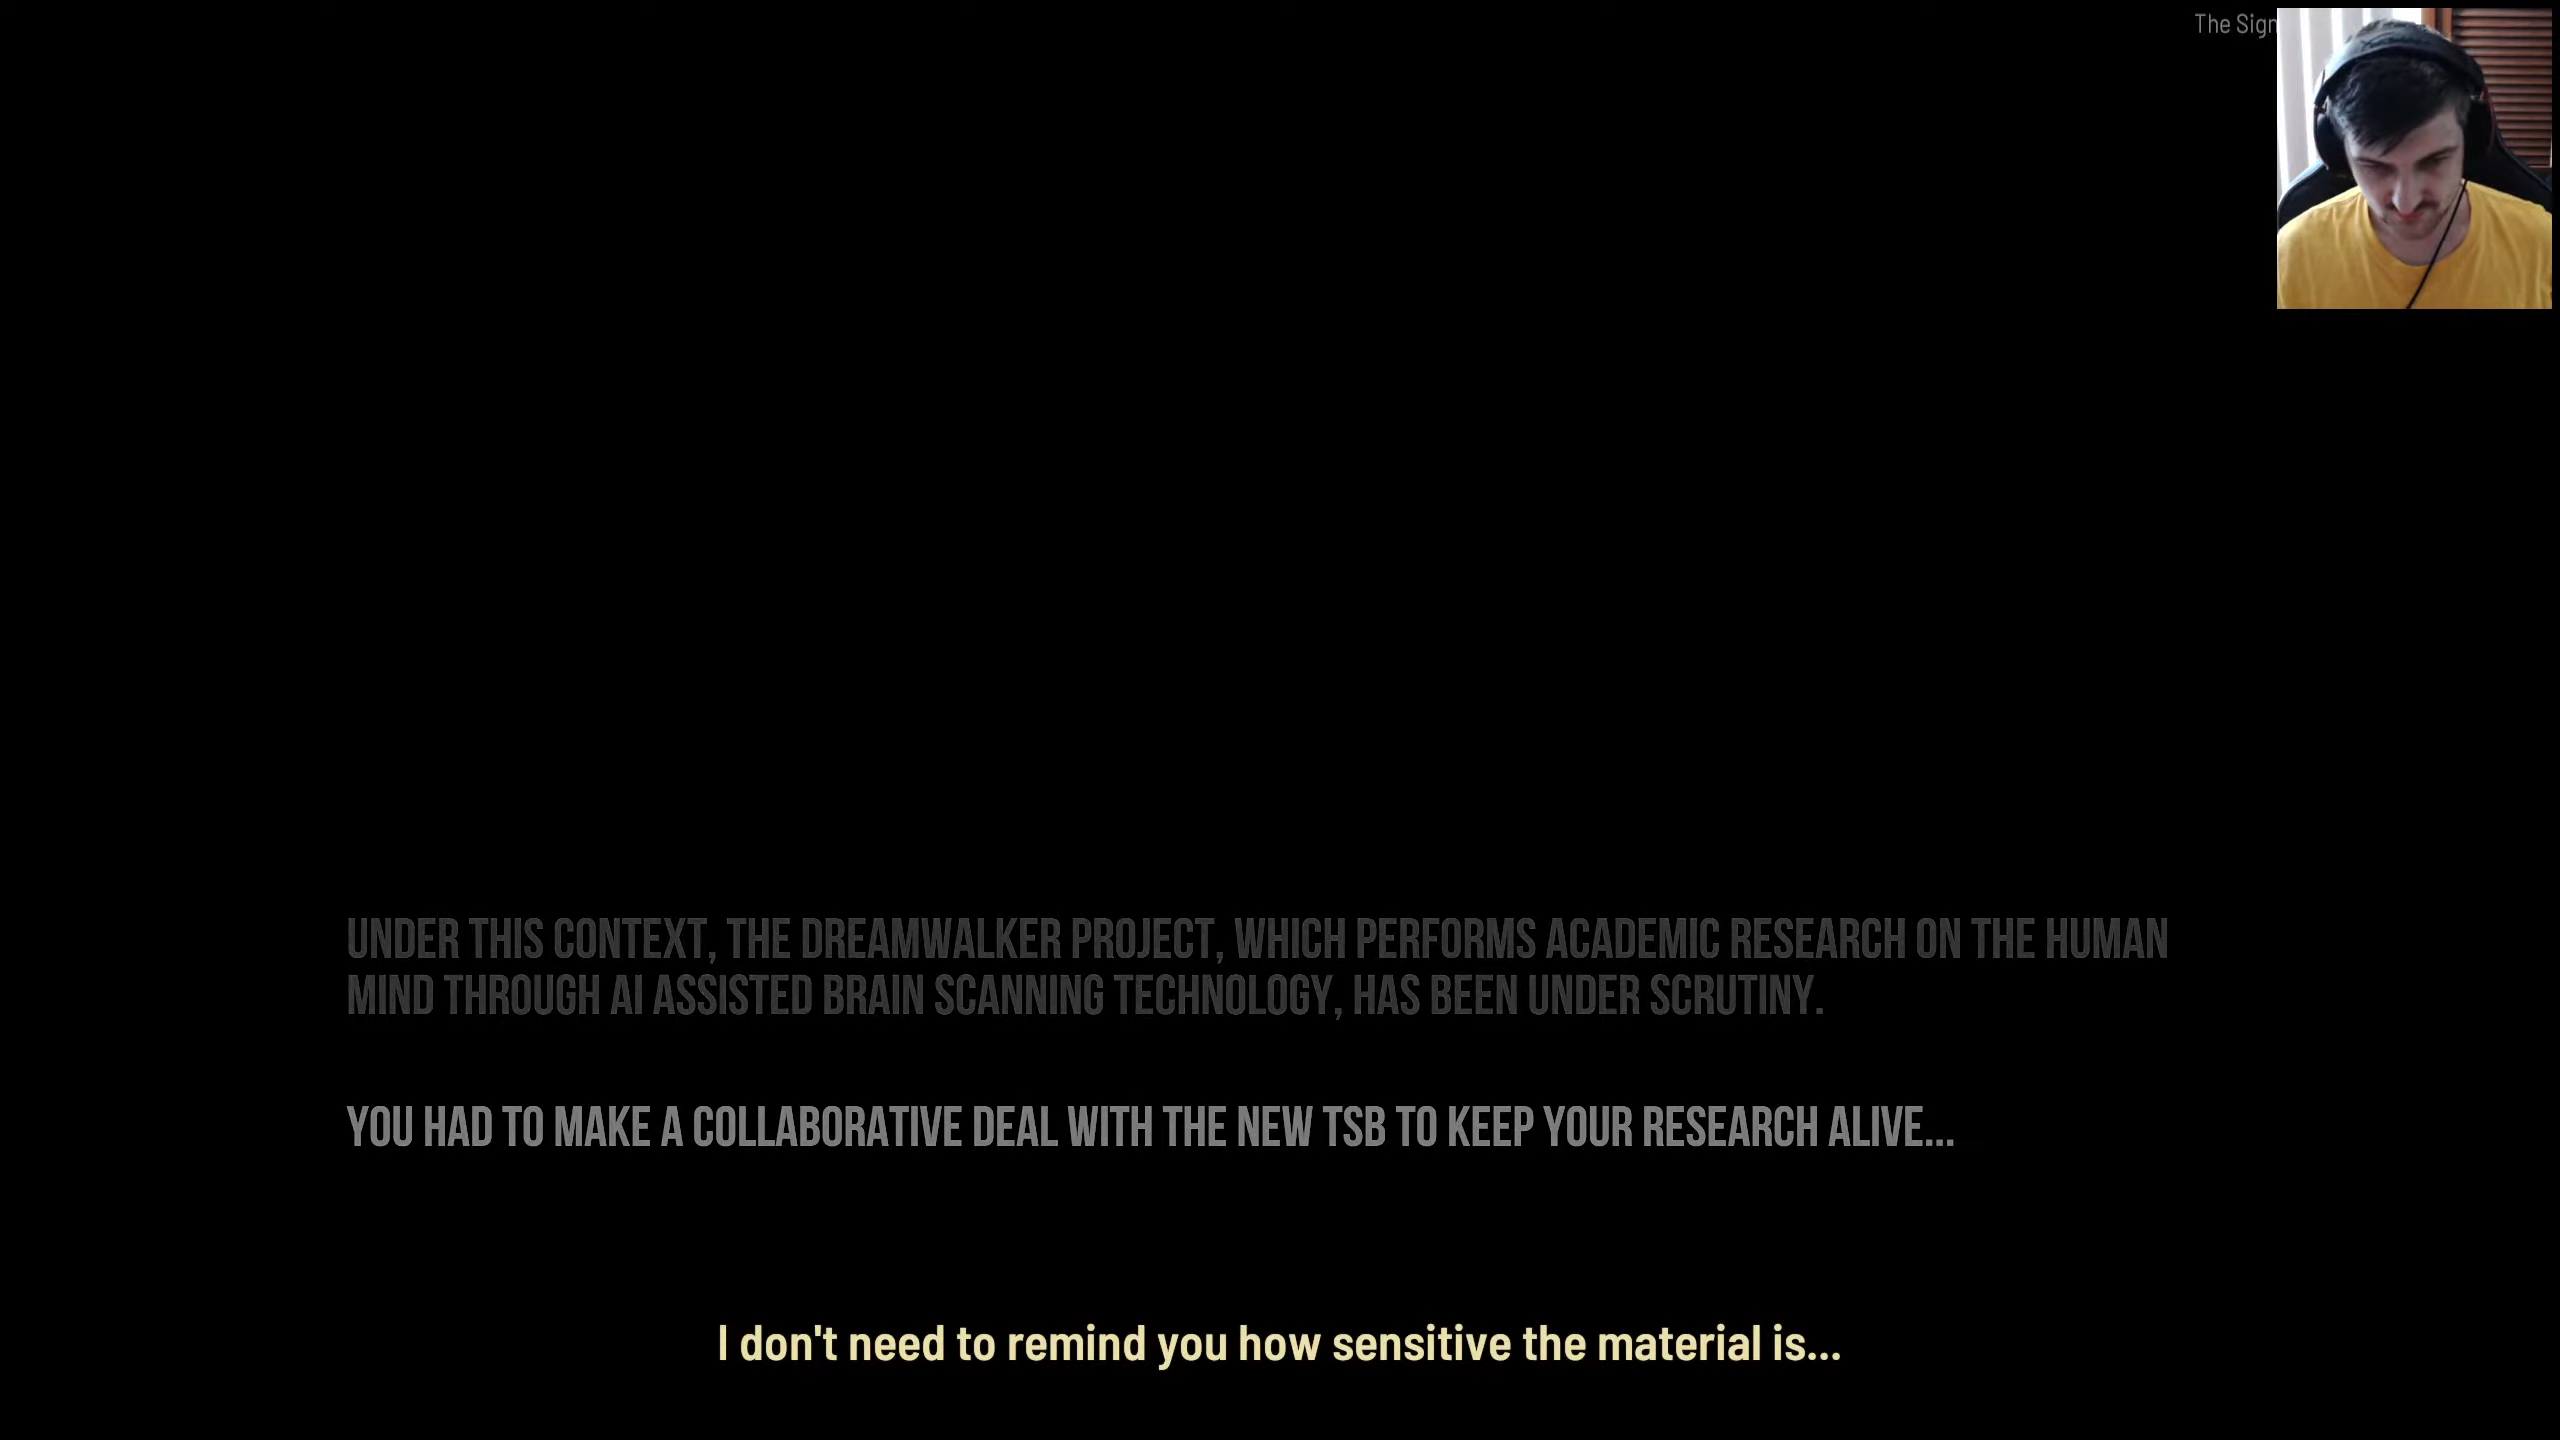 The Sign
UNDER THIS CONTEXT, THE DREAMWALKER PROJECT, WHICH PERFORMS ACADEMIC RESEARCH ON THE HUMAN
MIND THROUGH AI ASSISTED BRAIN SCANNING TECHNOLOGY, HAS BEEN UNDER SCRUTINY.
YOU HAD TO MAKE A COLLABORATIVE DEAL WITH THE NEW TSB TO KEEP YOUR RESEARCH ALIVE...
I don't need to remind you how sensitive the material is...